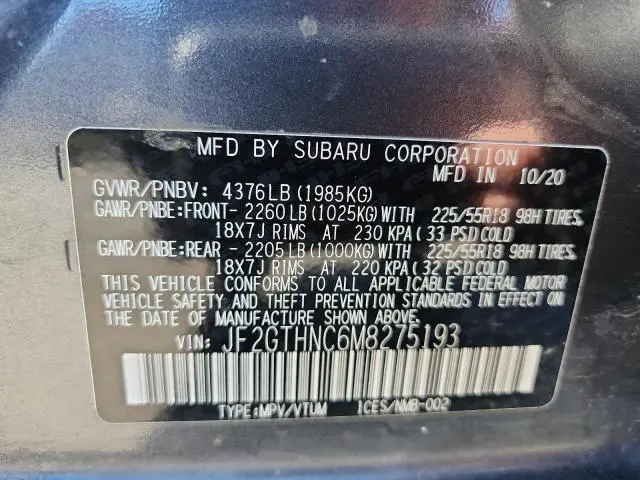 MFD BY SUBARU CORPORATION
MFD IN 10/20
GVWR/PNBV: 4376LB (1985KG)
GAWR/PNBE:FRONT- 2260 LB (1025KG) WITH 225/55R18 98H TIRES,
18X7J RIMS AT 230 KPA ( 33 PSI) COLD
GAWR/PNBE:REAR - 2205 LB (1000KG) WITH 225/55R18 98H TIRES,
18X7J RIMS AT 220 KPA ( 32 PSI) COLD
THIS VEHICLE CONFORMS TO ALL APPLICABLE FEDERAL MOTOR
VEHICLE SAFETY AND THEFT PREVENTION STANDARDS IN EFFECT ON
THE DATE OF MANUFACTURE SHOWN ABOVE.
VIN: JF2GTHNC6M8275193
TYPE:MPV/VTUM ICES/NMB-002